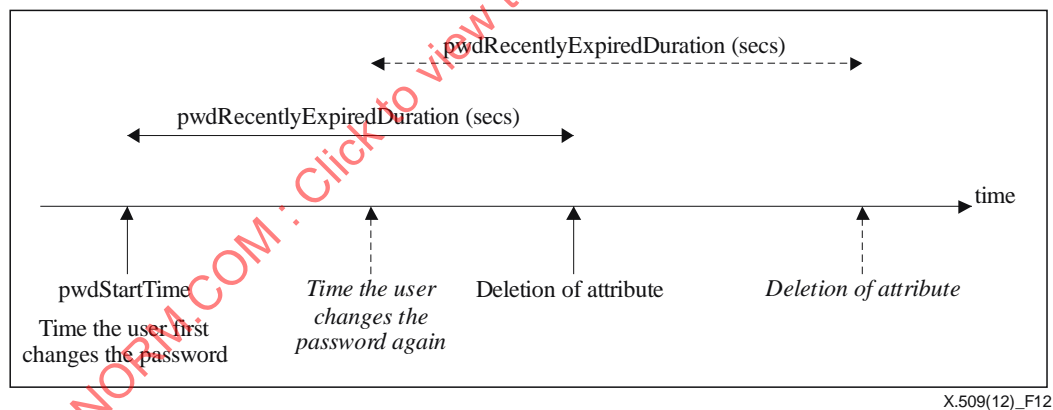 pwdRecentlyExpiredDuration (secs)
pwdRecentlyExpiredDuration (secs)
time
pwdStartTime
Time the user first
changes the password
Time the user
changes the
password again
Deletion of attribute
Deletion of attribute
X.509(12)_F12
NORM.COM : Click to view t